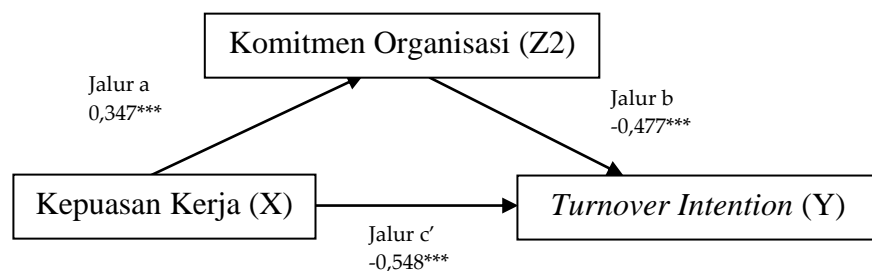 Komitmen Organisasi (Z2)
Jalur a
0,347***
Jalur b
-0,477***
Kepuasan Kerja (X)
Turnover Intention (Y)
Jalur c’
-0,548***